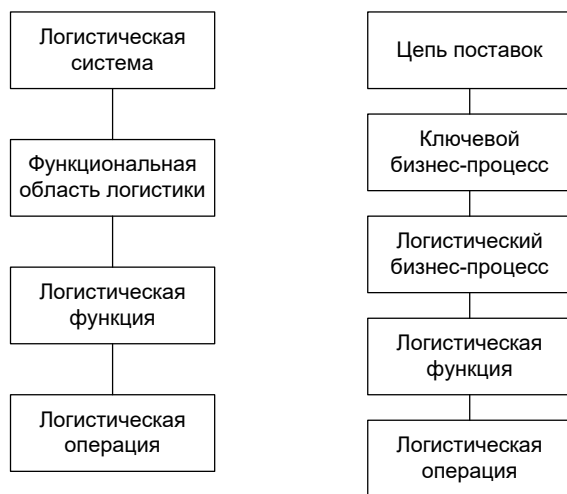 Логистическая
система
Функциональная
область логистики
Логистическая
функция
Логистическая
операция
Цепь поставок
Ключевой
бизнес-процесс
Логистический
бизнес-процесс
Логистическая
функция
Логистическая
операция